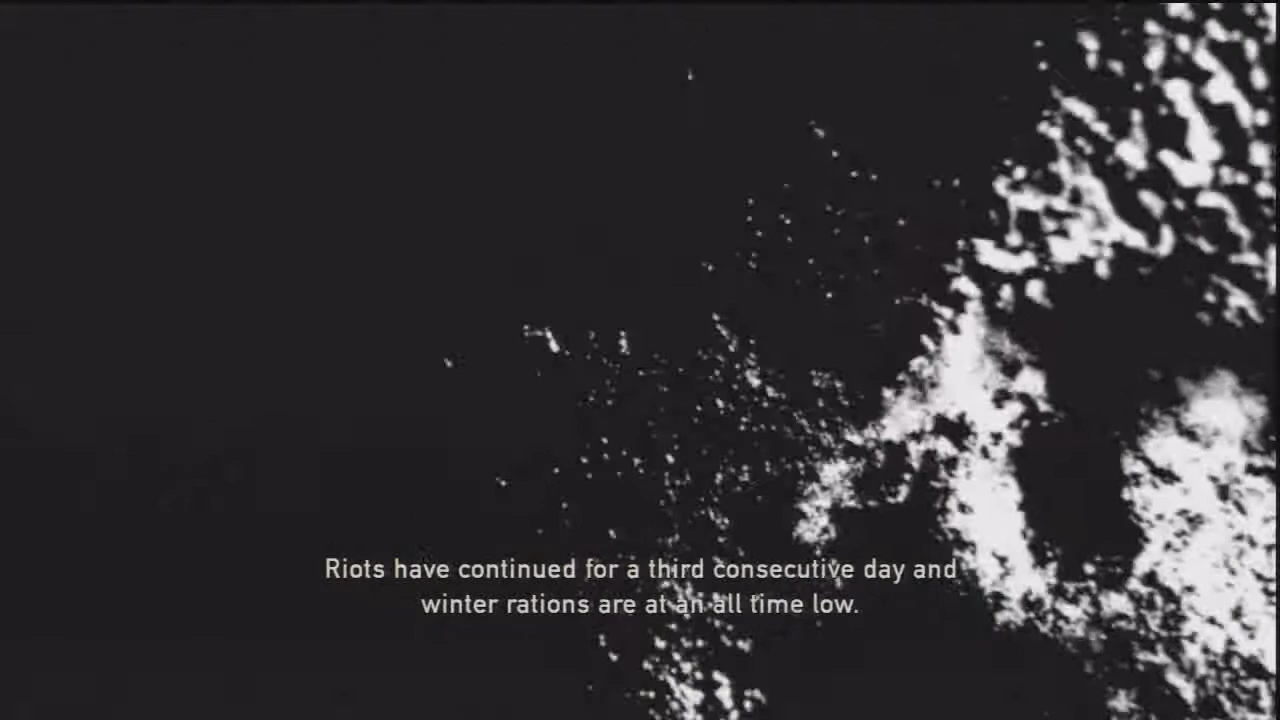 Riots have continued for a third consecutive day and
winter rations are at an all time low.